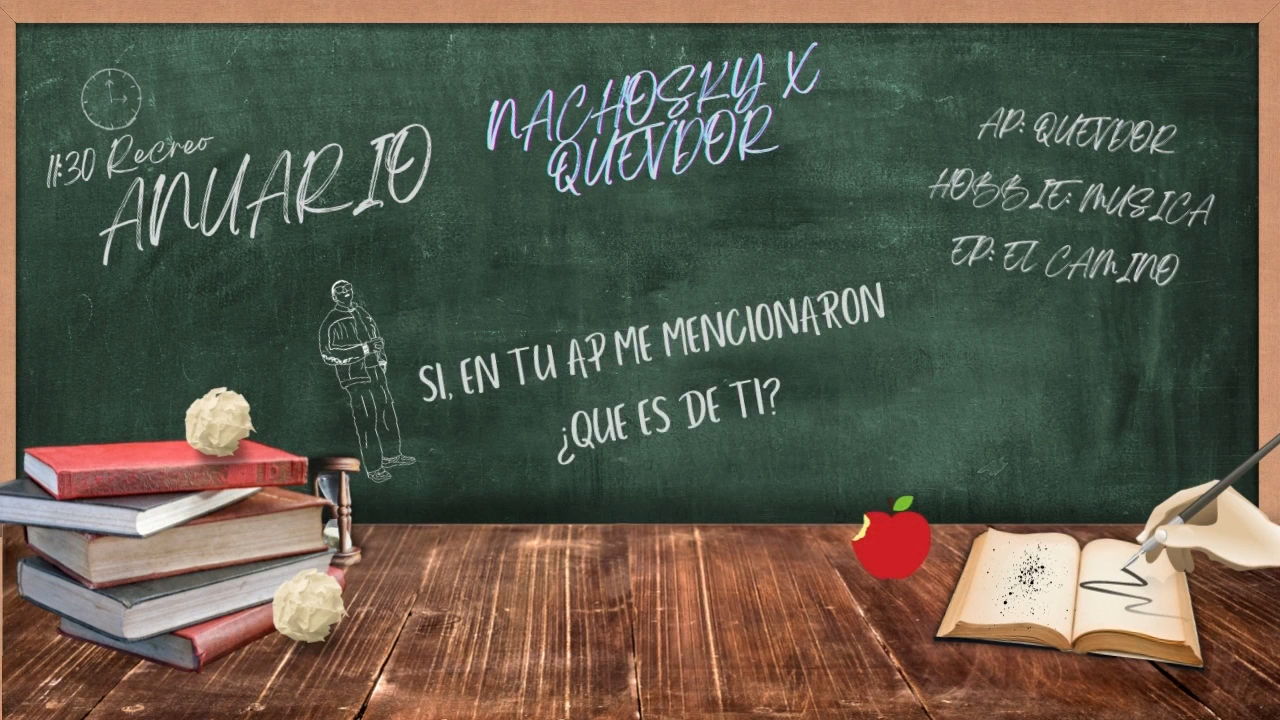 11:30 Recreo
ANUARIO
NACHOSKY X
QUEVDOR
AP: QUEVDOR
HOBBIE: MUSICA
EP: EL CAMINO
SI, EN TU AP ME MENCIONARON
¿QUE ES DE TI?